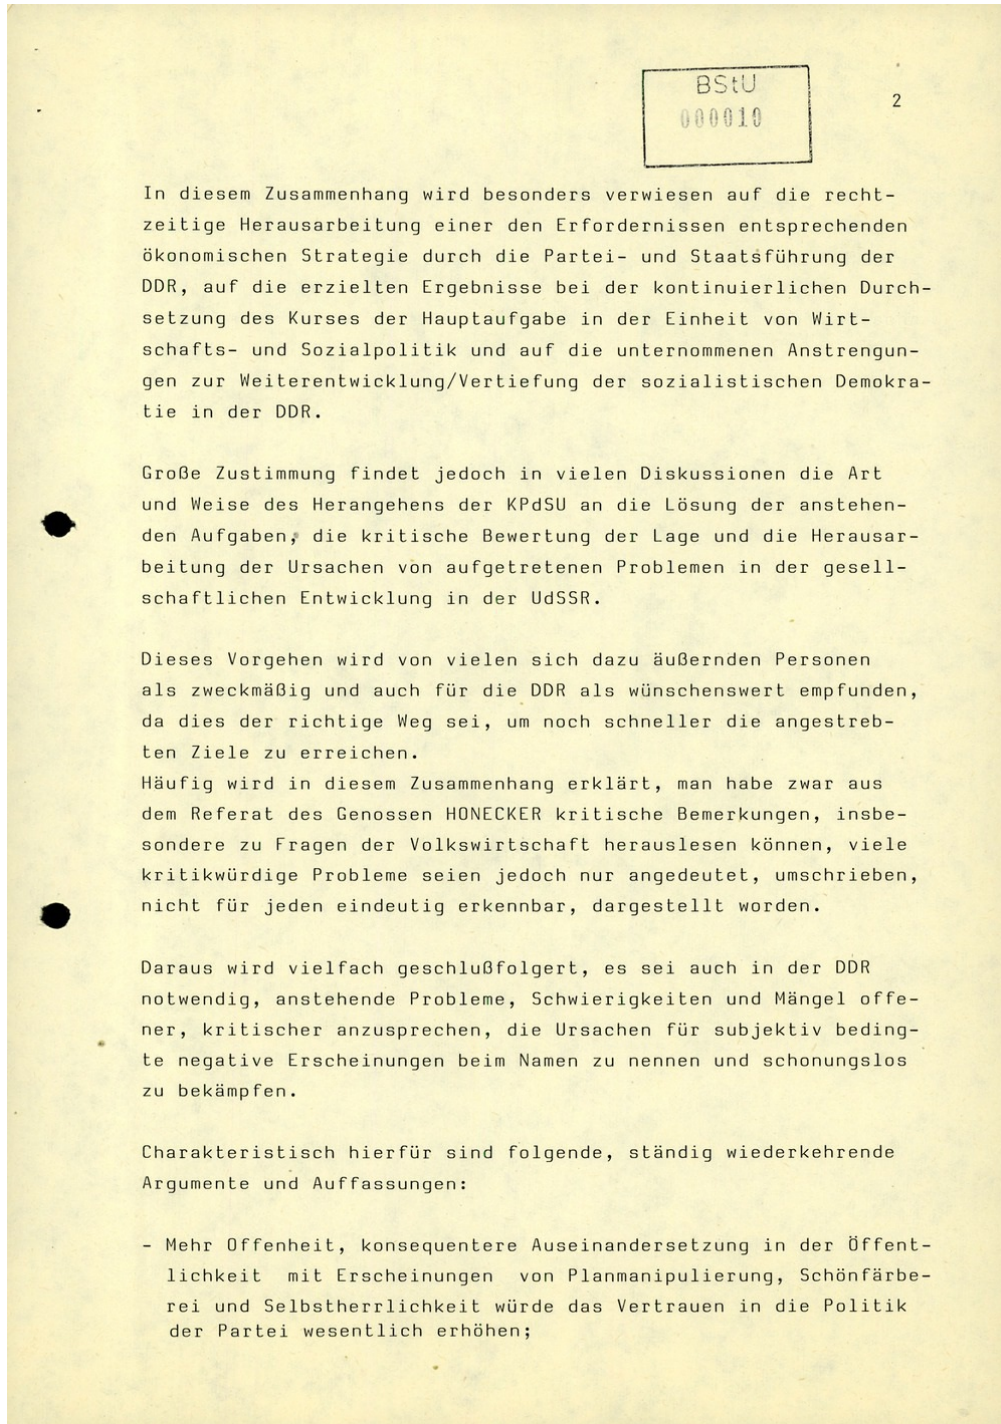 BStU
000010
2
In diesem Zusammenhang wird besonders verwiesen auf die recht-
zeitige Herausarbeitung einer den Erfordernissen entsprechenden
ökonomischen Strategie durch die Partei- und Staatsführung der
DDR, auf die erzielten Ergebnisse bei der kontinuierlichen Durch-
setzung des Kurses der Hauptaufgabe in der Einheit von Wirt-
schafts- und Sozialpolitik und auf die unternommenen Anstrengun-
gen zur Weiterentwicklung/Vertiefung der sozialistischen Demokra-
tie in der DDR.
Große Zustimmung findet jedoch in vielen Diskussionen die Art
und Weise des Herangehens der KPdSU an die Lösung der anstehen-
den Aufgaben, die kritische Bewertung der Lage und die Herausar-
beitung der Ursachen von aufgetretenen Problemen in der gesell-
schaftlichen Entwicklung in der UdSSR.
Dieses Vorgehen wird von vielen sich dazu äußernden Personen
als zweckmäßig und auch für die DDR als wünschenswert empfunden,
da dies der richtige Weg sei, um noch schneller die angestreb-
ten Ziele zu erreichen.
Häufig wird in diesem Zusammenhang erklärt, man habe zwar aus
dem Referat des Genossen HONECKER kritische Bemerkungen, insbe-
sondere zu Fragen der Volkswirtschaft herauslesen können, viele
kritikwürdige Probleme seien jedoch nur angedeutet, umschrieben,
nicht für jeden eindeutig erkennbar, dargestellt worden.
Daraus wird vielfach geschlußfolgert, es sei auch in der DDR
notwendig, anstehende Probleme, Schwierigkeiten und Mängel offe-
ner, kritischer anzusprechen, die Ursachen für subjektiv beding-
te negative Erscheinungen beim Namen zu nennen und schonungslos
zu bekämpfen.
Charakteristisch hierfür sind folgende, ständig wiederkehrende
Argumente und Auffassungen:
- Mehr Offenheit, konsequentere Auseinandersetzung in der Öffent-
lichkeit mit Erscheinungen von Planmanipulierung, Schönfärbe-
rei und Selbstherrlichkeit würde das Vertrauen in die Politik
der Partei wesentlich erhöhen;